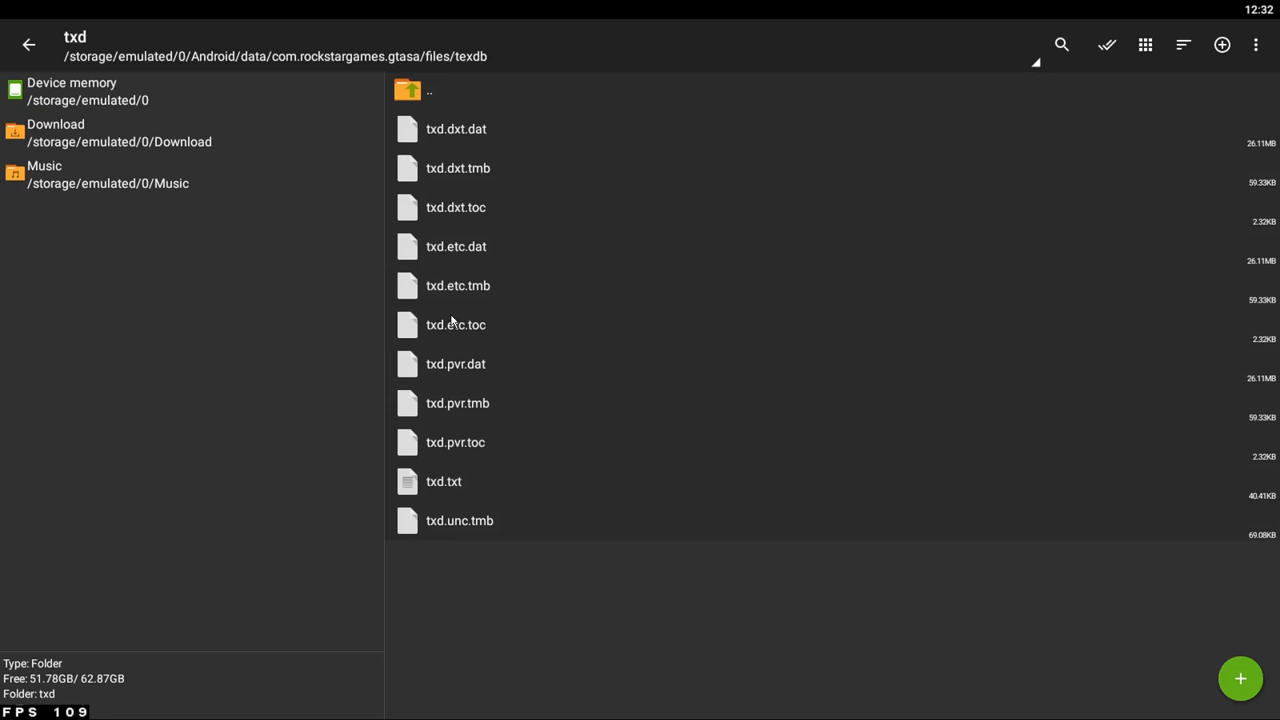 12:32
txd
/storage/emulated/0/Android/data/com.rockstargames.gtasa/files/texdb
Device memory
/storage/emulated/0
Download
/storage/emulated/0/Download
Music
/storage/emulated/0/Music
..
txd.dxt.dat
26.11MB
txd.dxt.tmb
59.33KB
txd.dxt.toc
2.32KB
txd.etc.dat
26.11MB
txd.etc.tmb
59.33KB
txd.etc.toc
2.32KB
txd.pvr.dat
26.11MB
txd.pvr.tmb
59.33KB
txd.pvr.toc
2.32KB
txd.txt
40.41KB
txd.unc.tmb
69.08KB
Type: Folder
Free: 51.78GB/ 62.87GB
Folder: txd
FPS 109